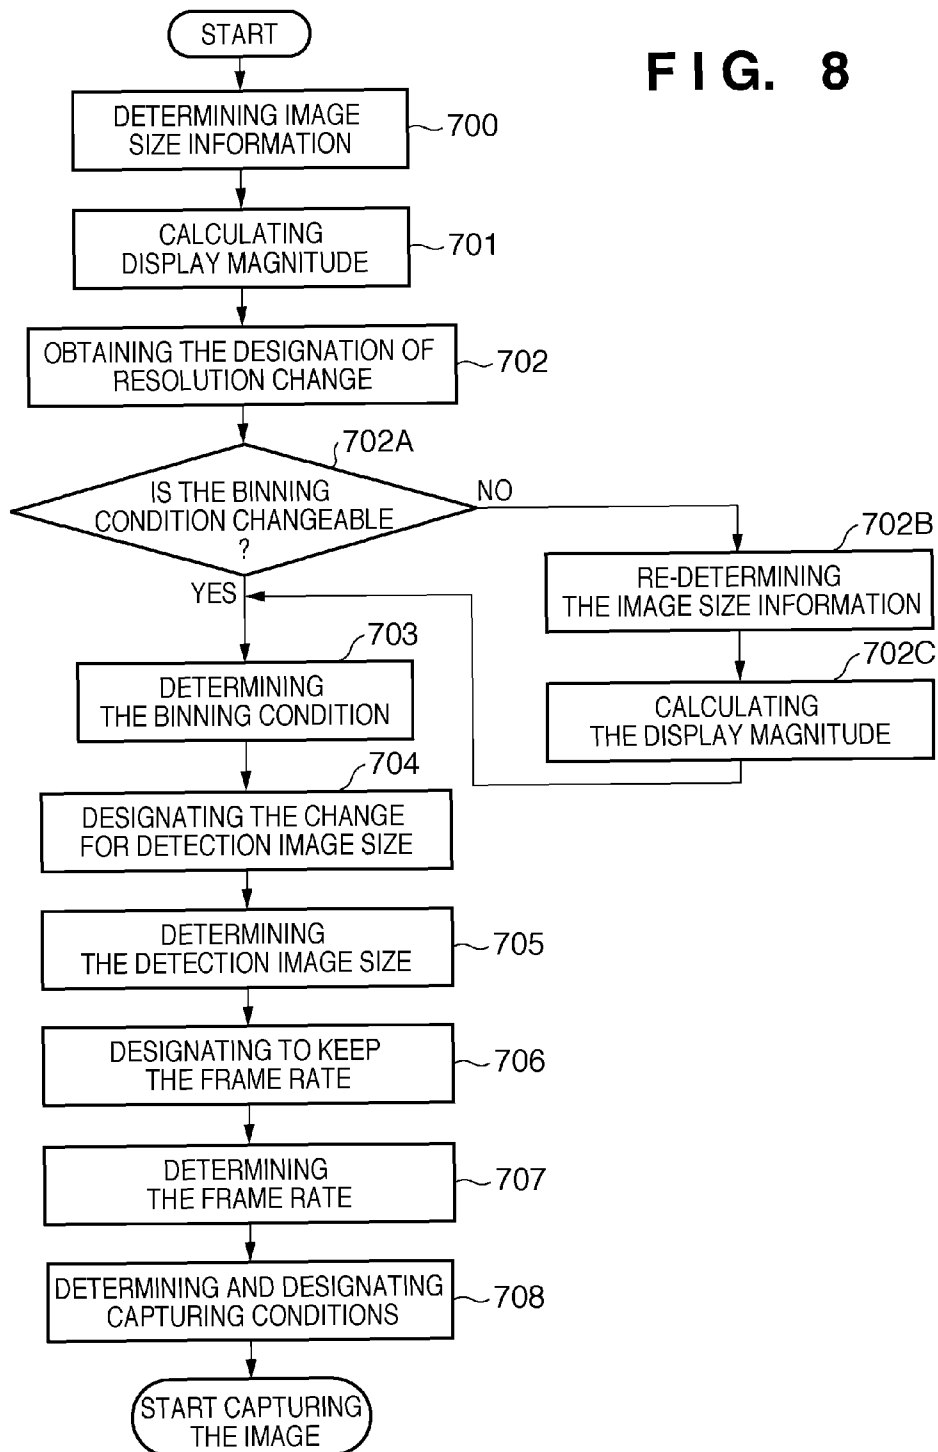 START
FIG. 8
DETERMINING IMAGE
SIZE INFORMATION
700
CALCULATING
DISPLAY MAGNITUDE
701
OBTAINING THE DESIGNATION OF
RESOLUTION CHANGE
702
702A
IS THE BINNING
CONDITION CHANGEABLE
?
NO
YES
702B
RE-DETERMINING
THE IMAGE SIZE INFORMATION
702C
CALCULATING
THE DISPLAY MAGNITUDE
703
DETERMINING
THE BINNING CONDITION
704
DESIGNATING THE CHANGE
FOR DETECTION IMAGE SIZE
DETERMINING
THE DETECTION IMAGE SIZE
705
DESIGNATING TO KEEP
THE FRAME RATE
706
DETERMINING
THE FRAME RATE
707
DETERMINING AND DESIGNATING
CAPTURING CONDITIONS
708
START CAPTURING
THE IMAGE